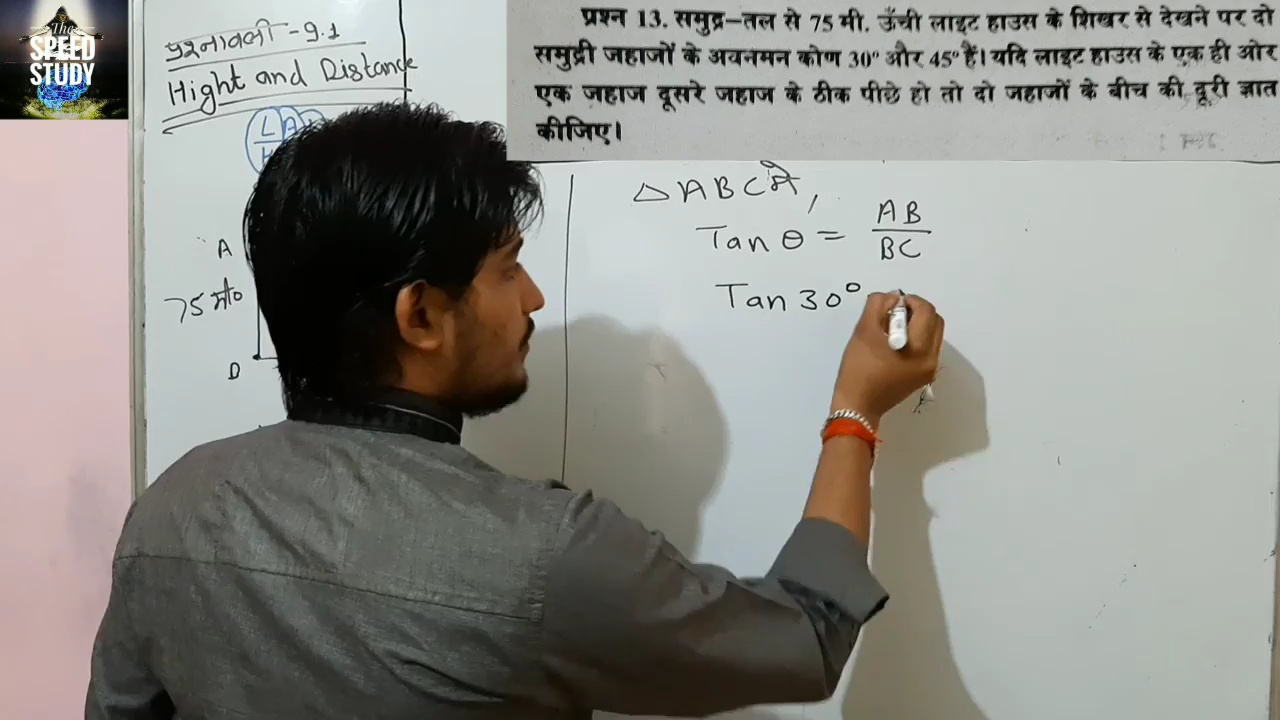 The
SPEED
STUDY
प्रश्नावली - 9.1
Hight and Distance
प्रश्न 13. समुद्र-तल से 75 मी. ऊँची लाइट हाउस के शिखर से देखने पर दो
समुद्री जहाजों के अवनमन कोण 30° और 45° हैं। यदि लाइट हाउस के एक ही ओर
एक जहाज दूसरे जहाज के ठीक पीछे हो तो दो जहाजों के बीच की दूरी ज्ञात
कीजिए।
A
75 मी०
D
△ABC में,
Tan θ = AB/BC
Tan 30°